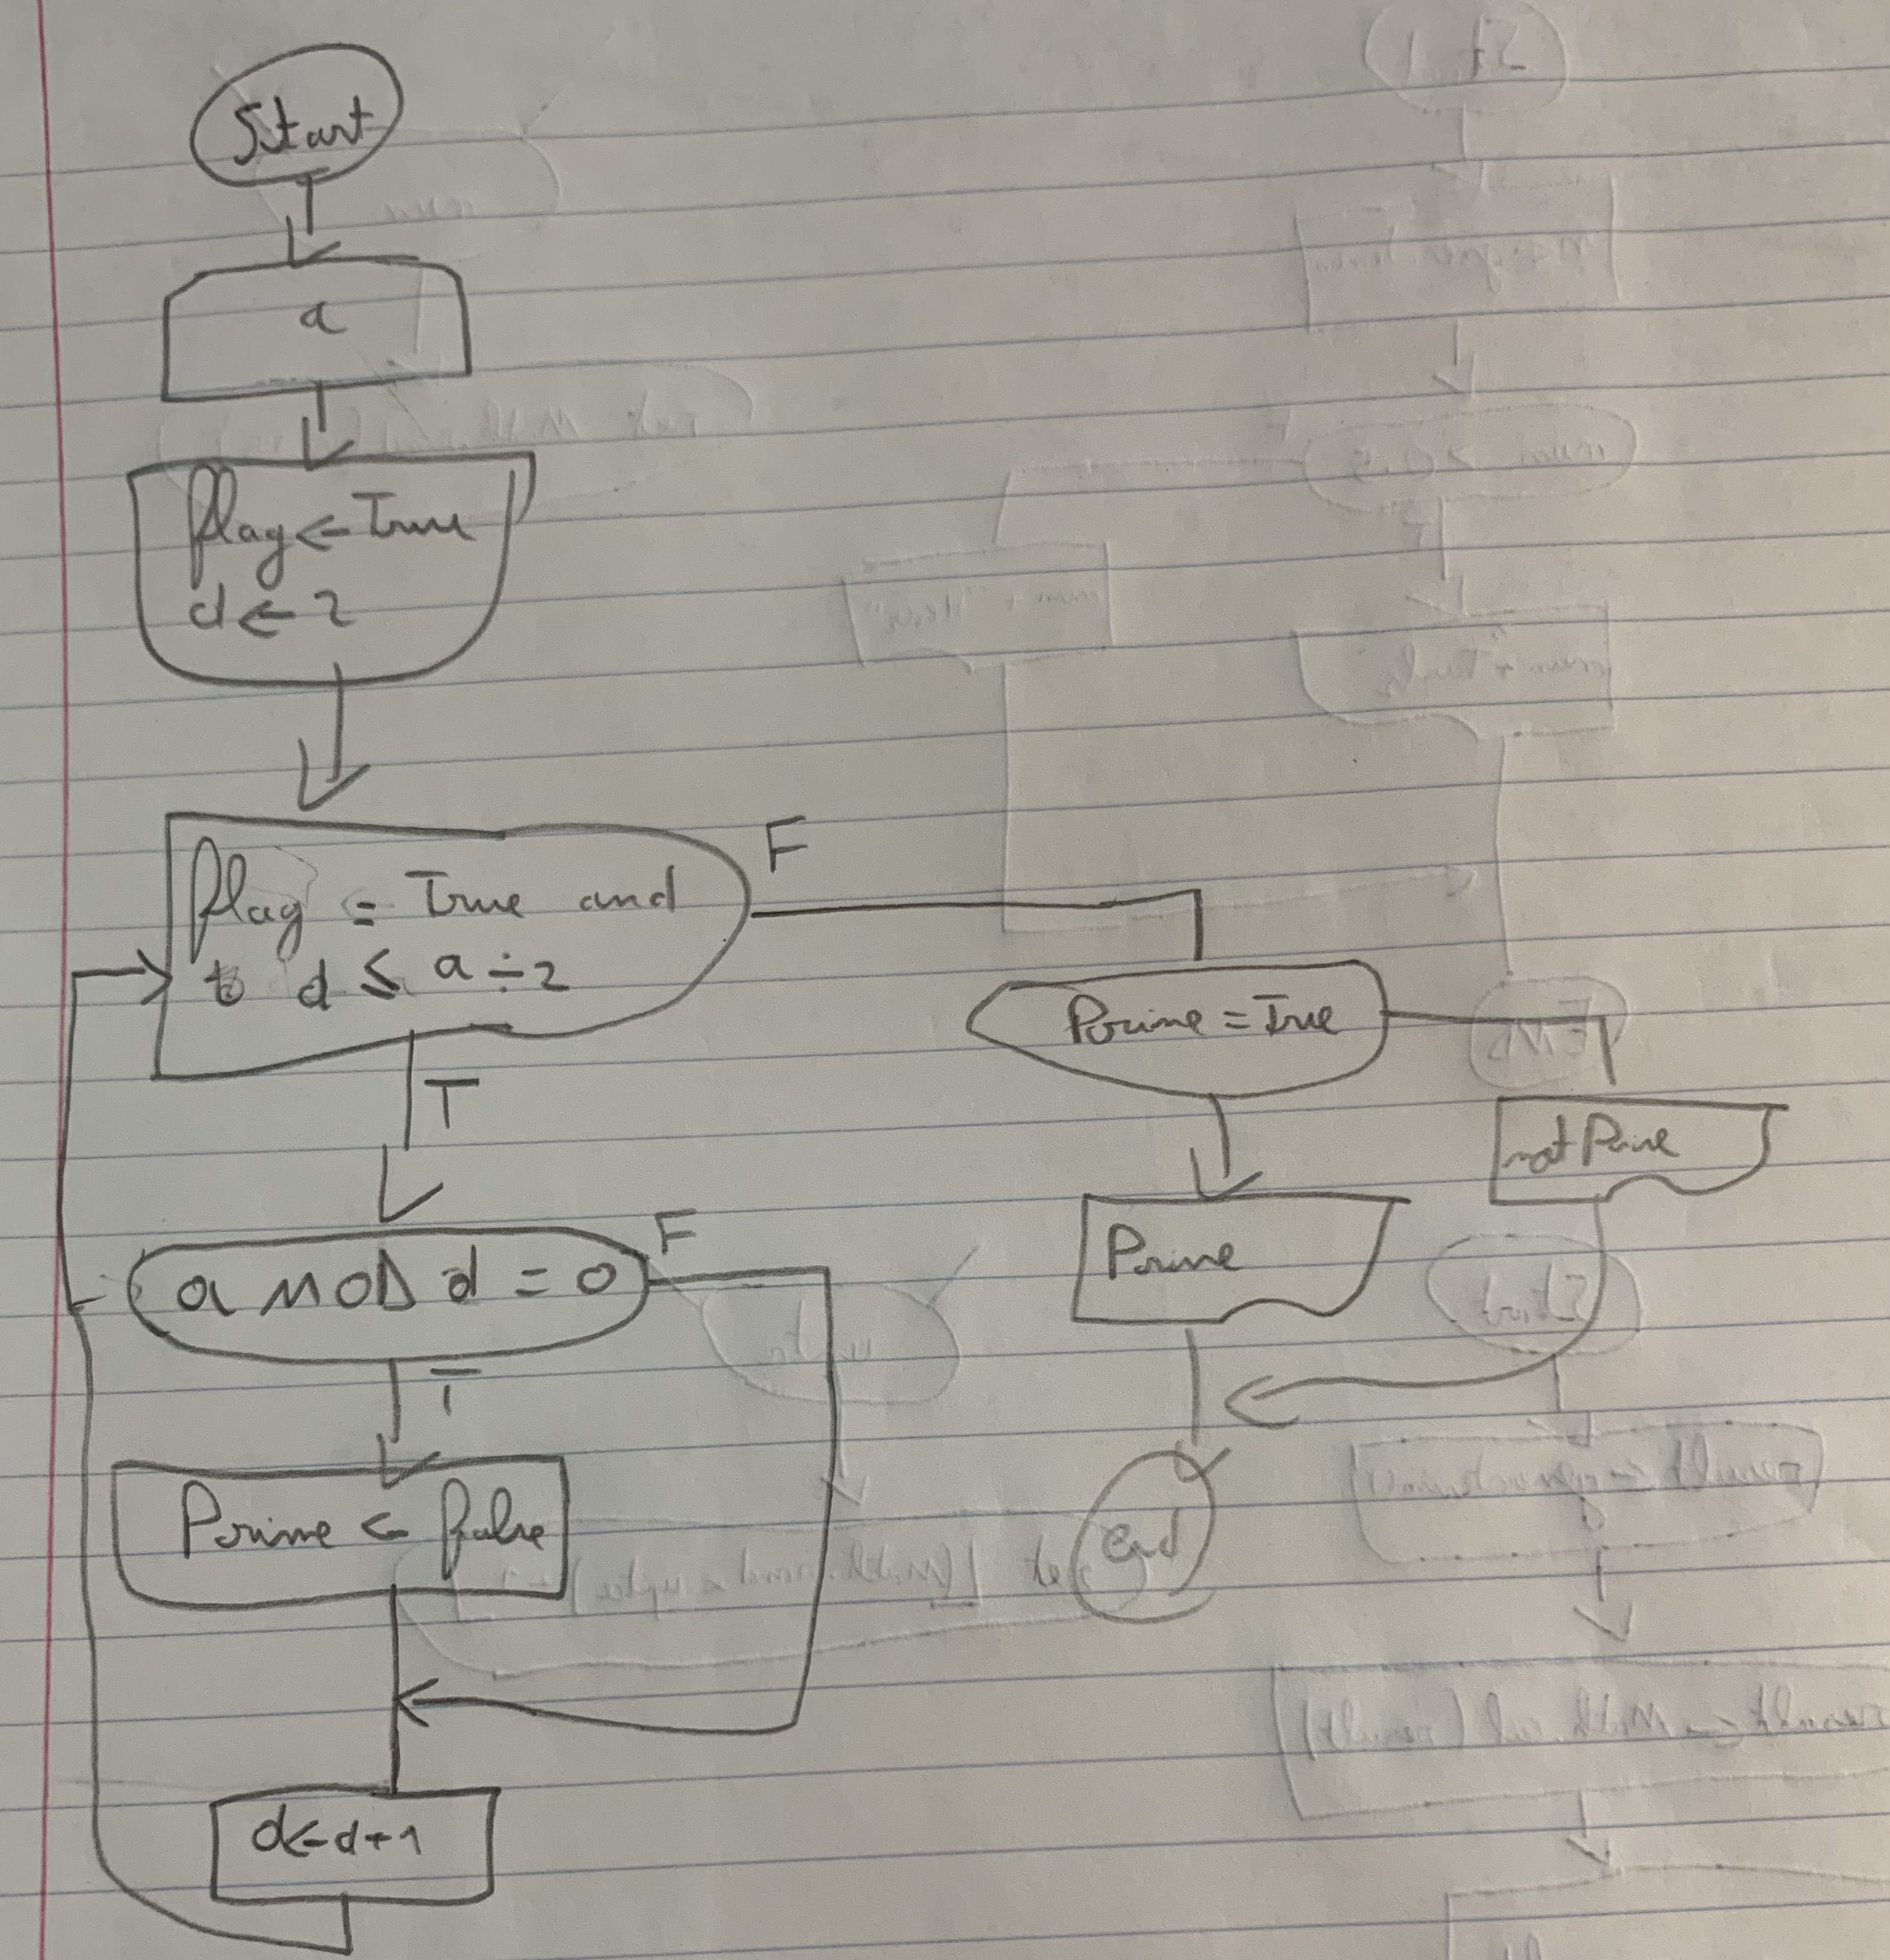 Start
a
flag ← True
d ← 2
flag = True and
d ≤ a ÷ 2
F
T
a MOD d = 0
F
T
Prime ← false
d ← d + 1
Prime = True
Prime
not Prime
end